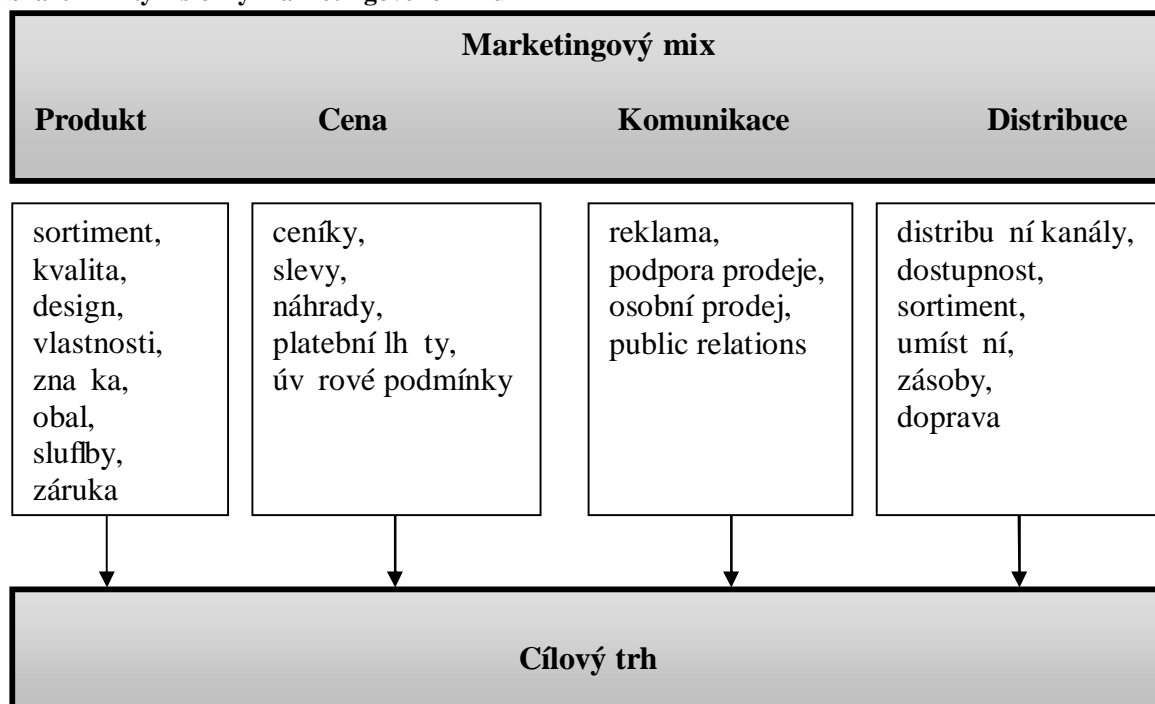 Marketingový mix
Produkt Cena Komunikace Distribuce
sortiment,
kvalita,
design,
vlastnosti,
zna ka,
obal,
sluflby,
záruka
ceníky,
slevy,
náhrady,
platební lh ty,
úv rové podmínky
reklama,
podpora prodeje,
osobní prodej,
public relations
distribu ní kanály,
dostupnost,
sortiment,
umíst ní,
zásoby,
doprava
Cílový trh